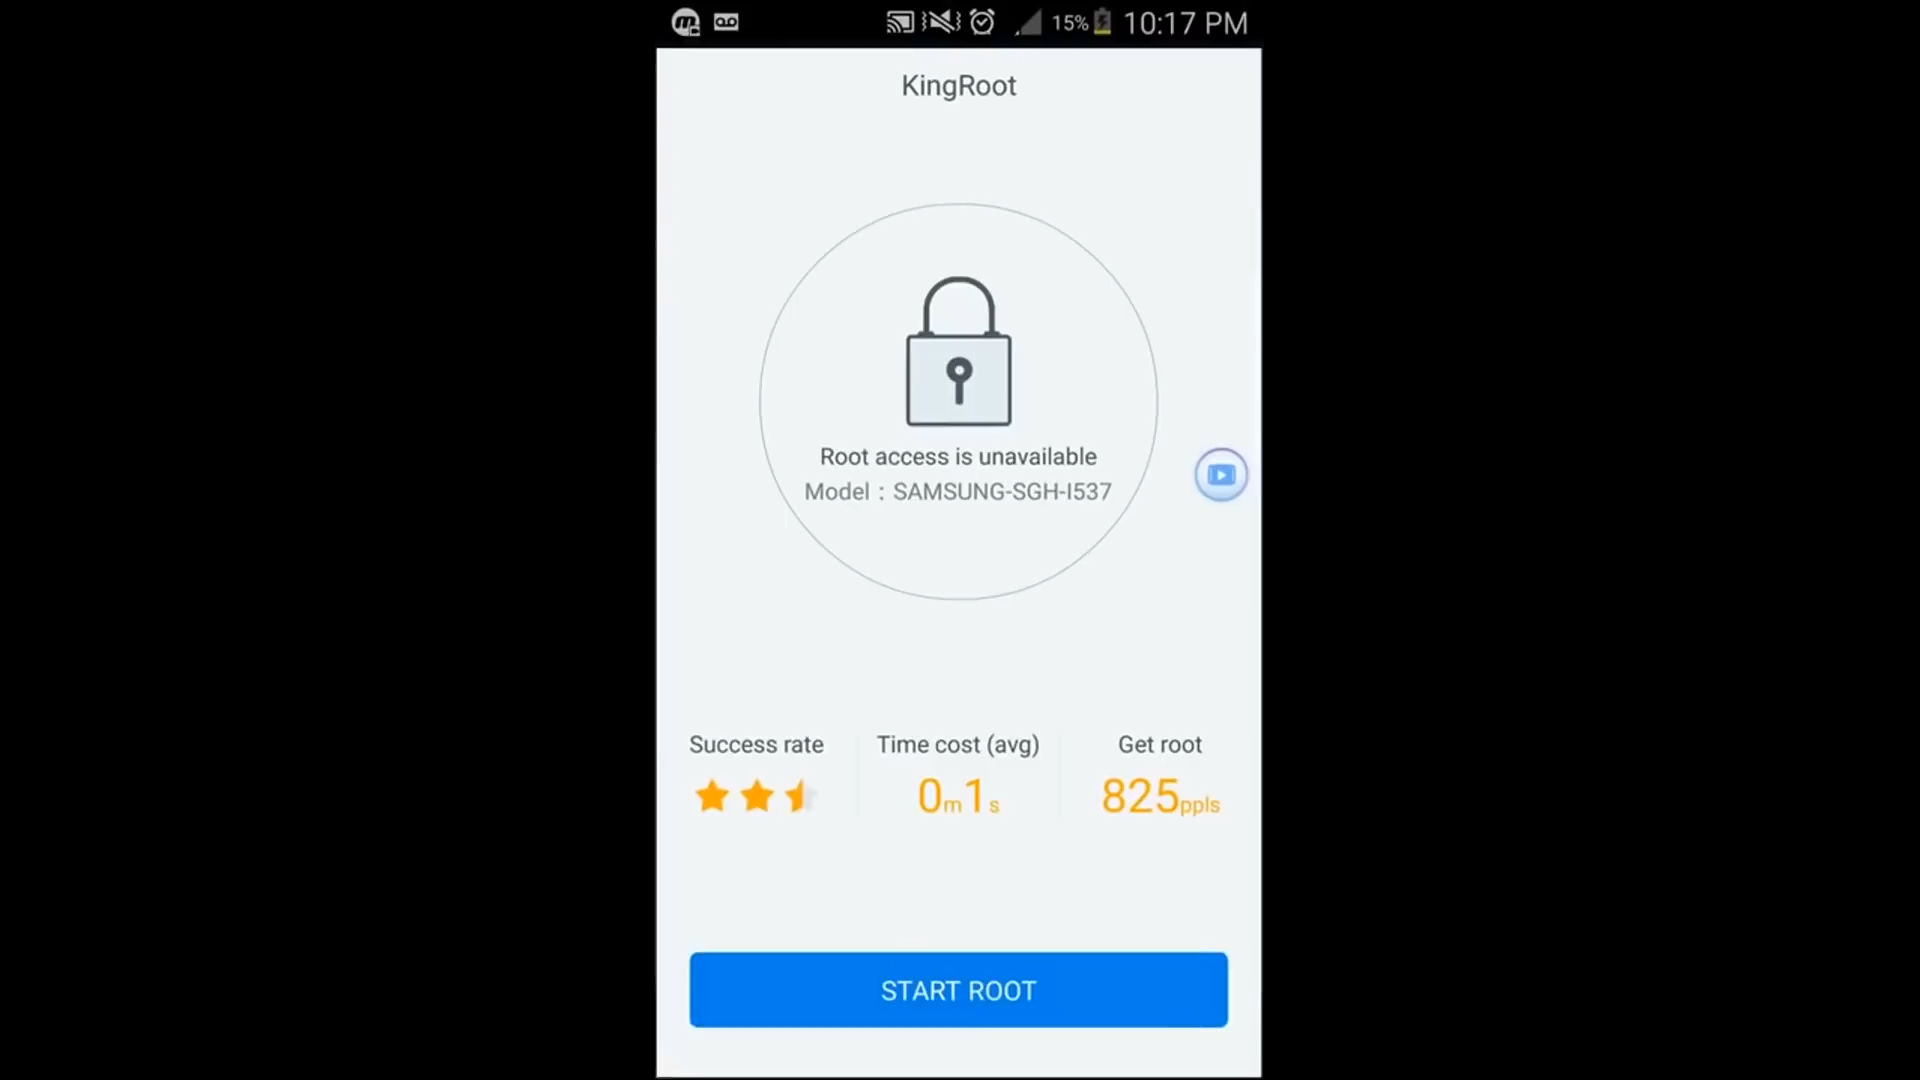 15% 10:17 PM
KingRoot
Root access is unavailable
Model : SAMSUNG-SGH-I537
Success rate Time cost (avg) Get root
0m1s 825ppls
START ROOT